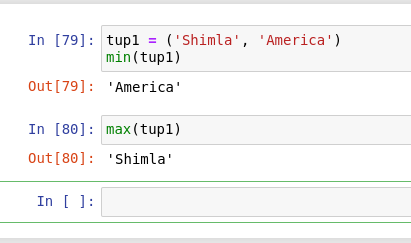 In [79]: tup1 = ('Shimla', 'America')
min(tup1)
Out[79]: 'America'
In [80]: max(tup1)
Out[80]: 'Shimla'
In [ ]: